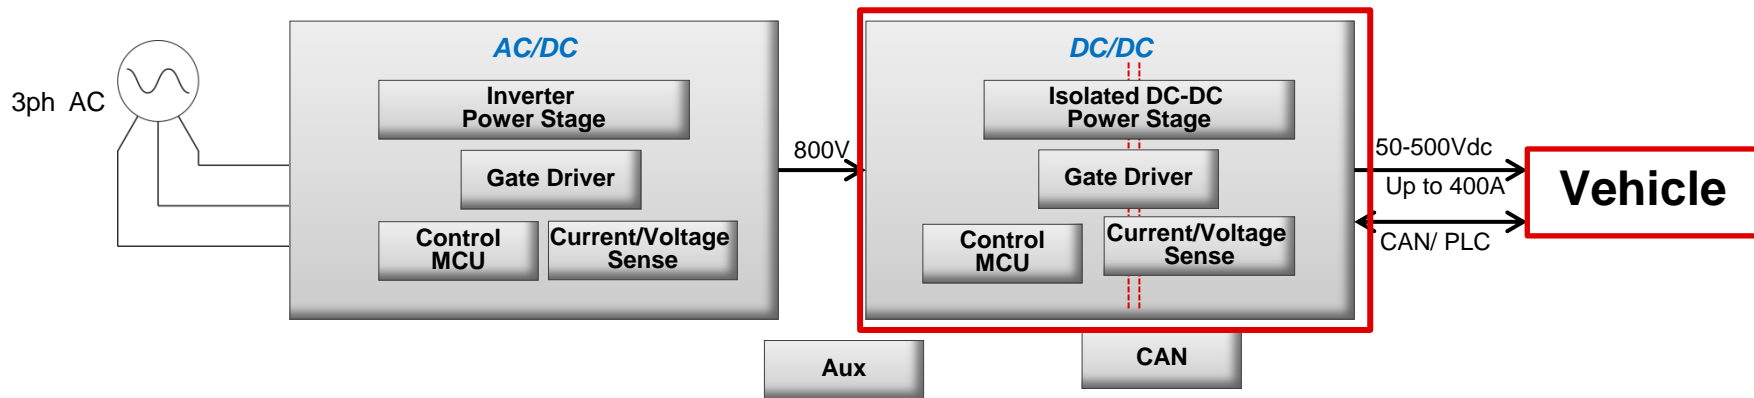 3ph AC
AC/DC
Inverter
Power Stage
Gate Driver
Control
MCU
Current/Voltage
Sense
800V
DC/DC
Isolated DC-DC
Power Stage
Gate Driver
Control
MCU
Current/Voltage
Sense
50-500Vdc
Up to 400A
CAN/ PLC
Vehicle
Aux
CAN